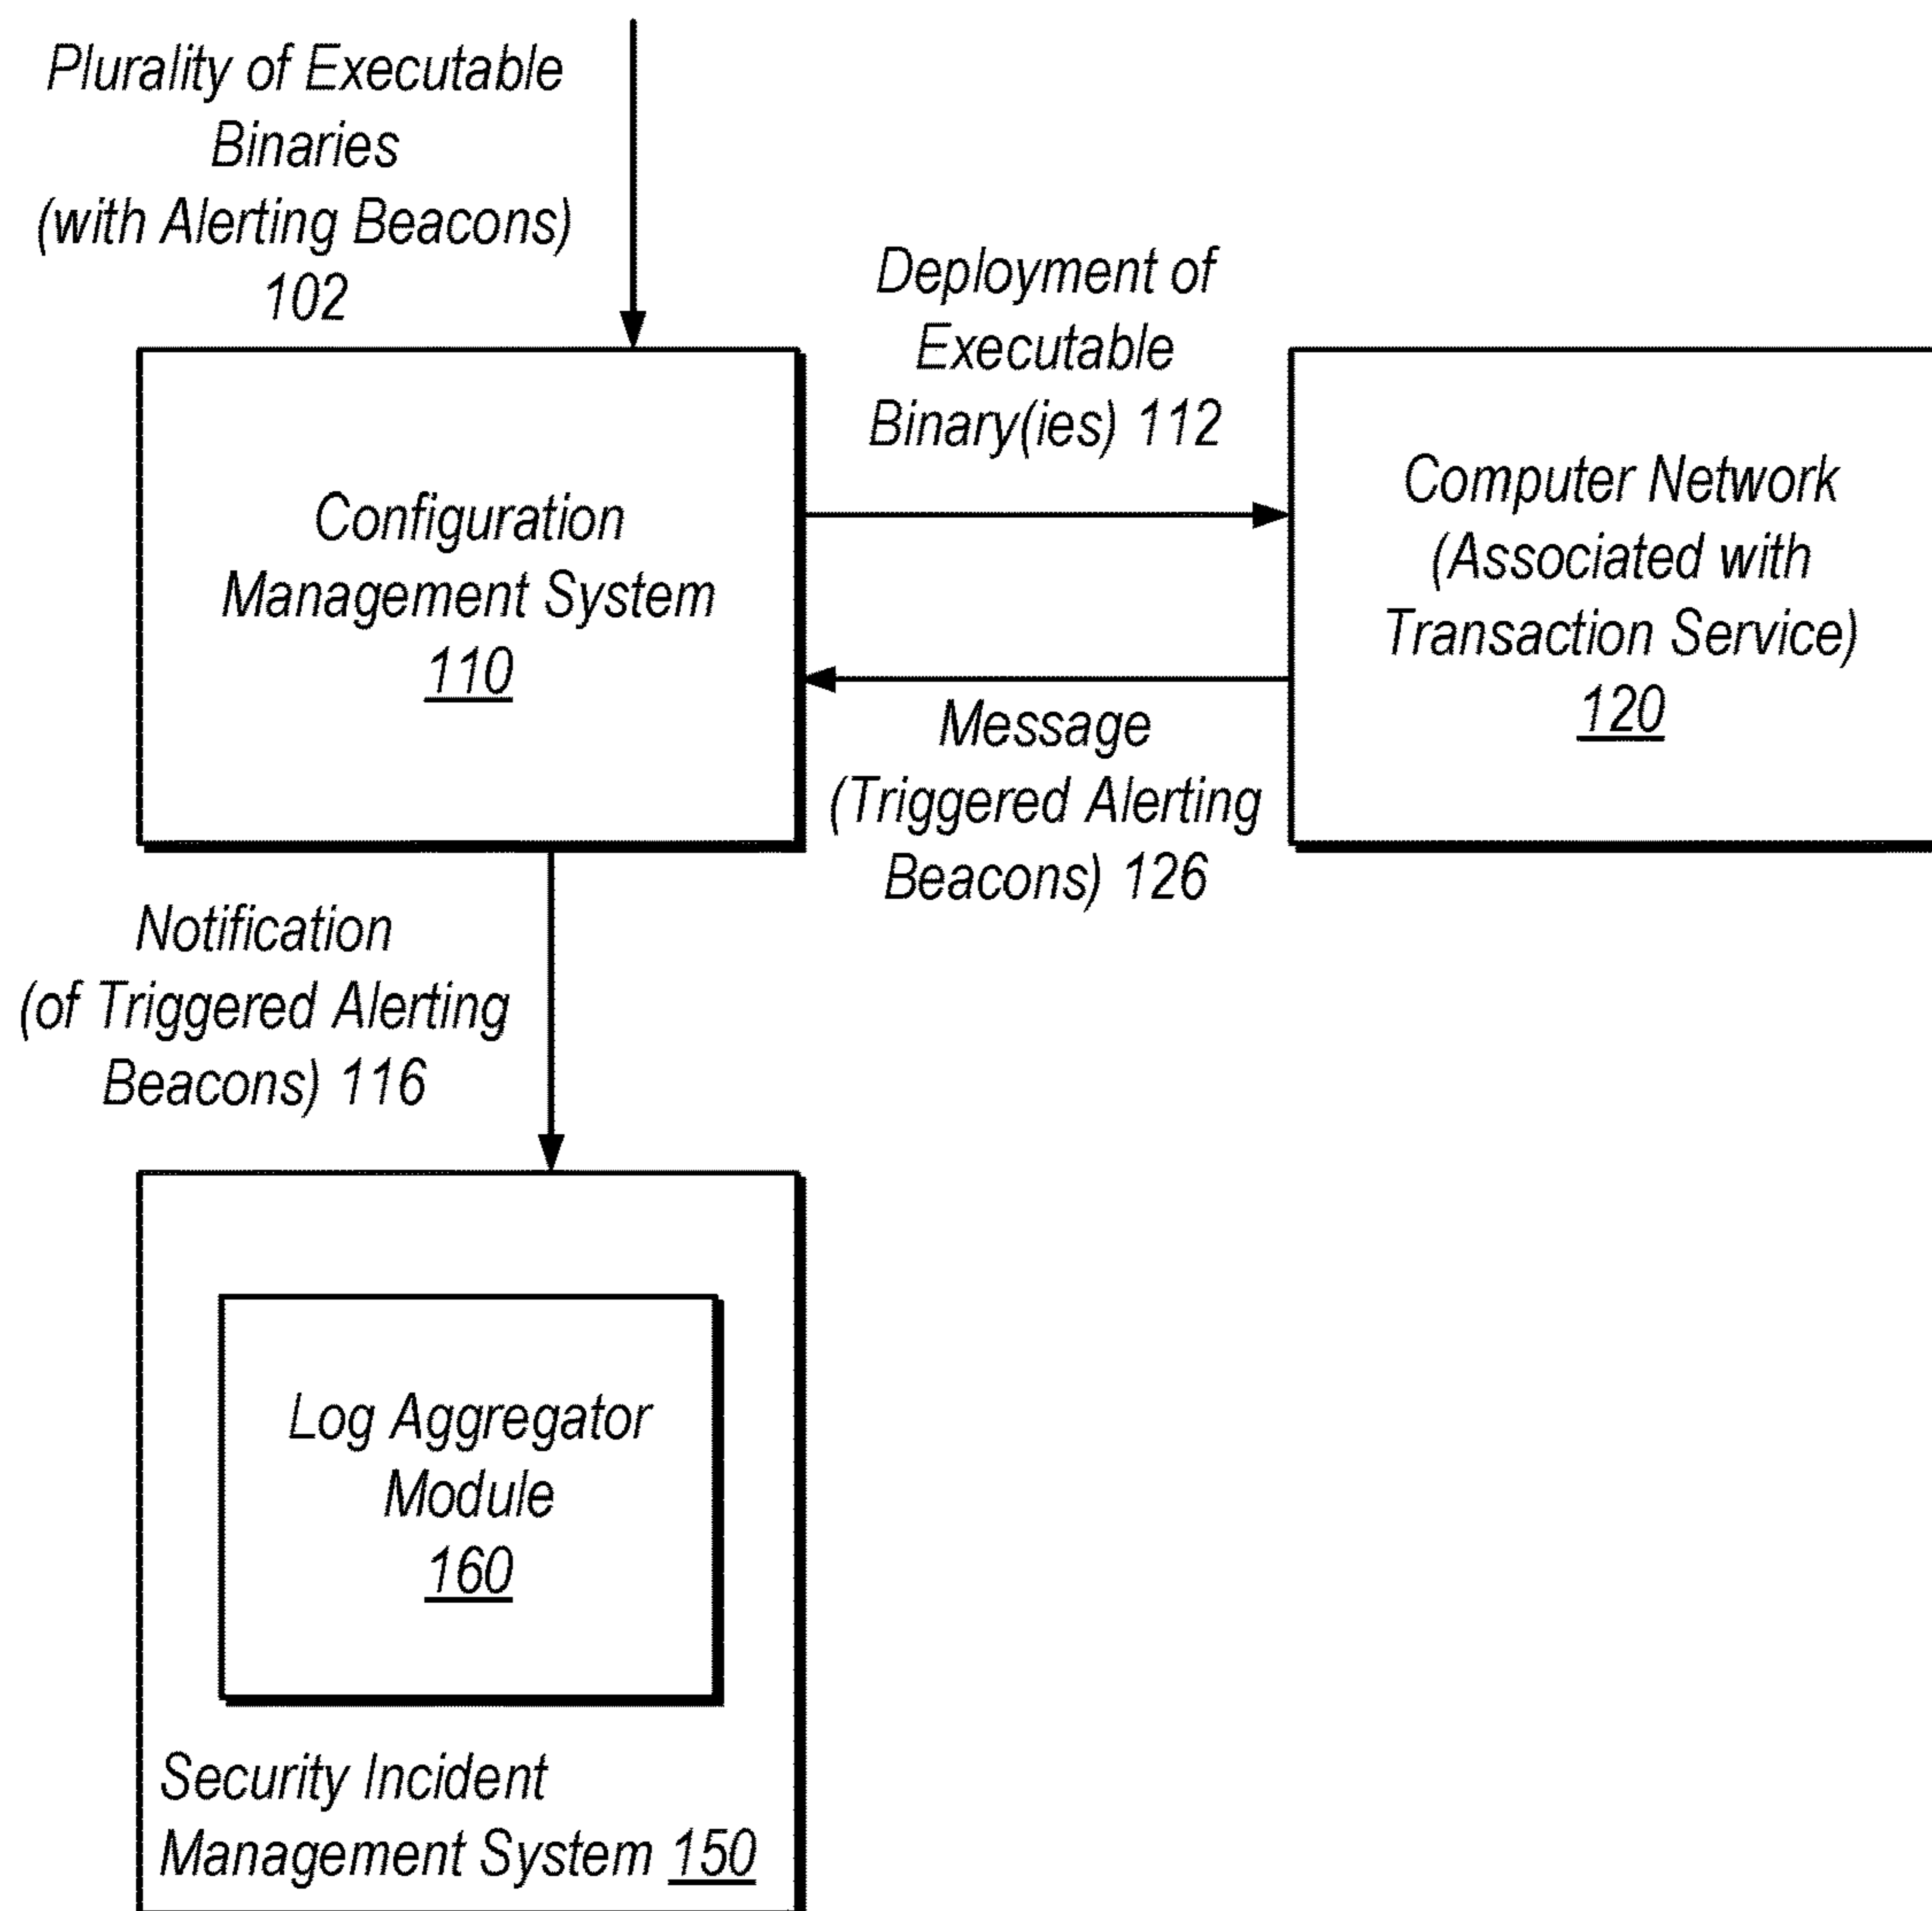 Plurality of Executable
Binaries
(with Alerting Beacons)
102
Deployment of
Executable
Binary(ies) 112
Configuration
Management System
110
Computer Network
(Associated with
Transaction Service)
120
Message
(Triggered Alerting
Beacons) 126
Notification
(of Triggered Alerting
Beacons) 116
Log Aggregator
Module
160
Security Incident
Management System 150